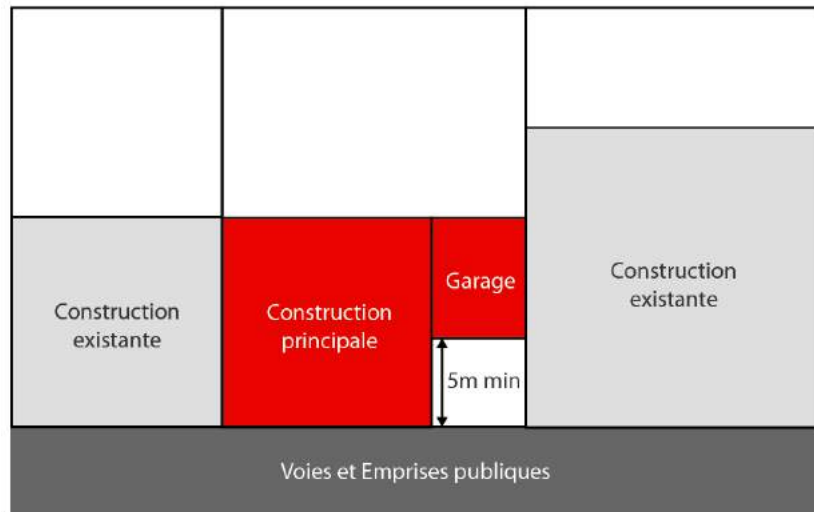 Construction
existante
Construction
principale
Garage
5m min
Construction
existante
Voies et Emprises publiques